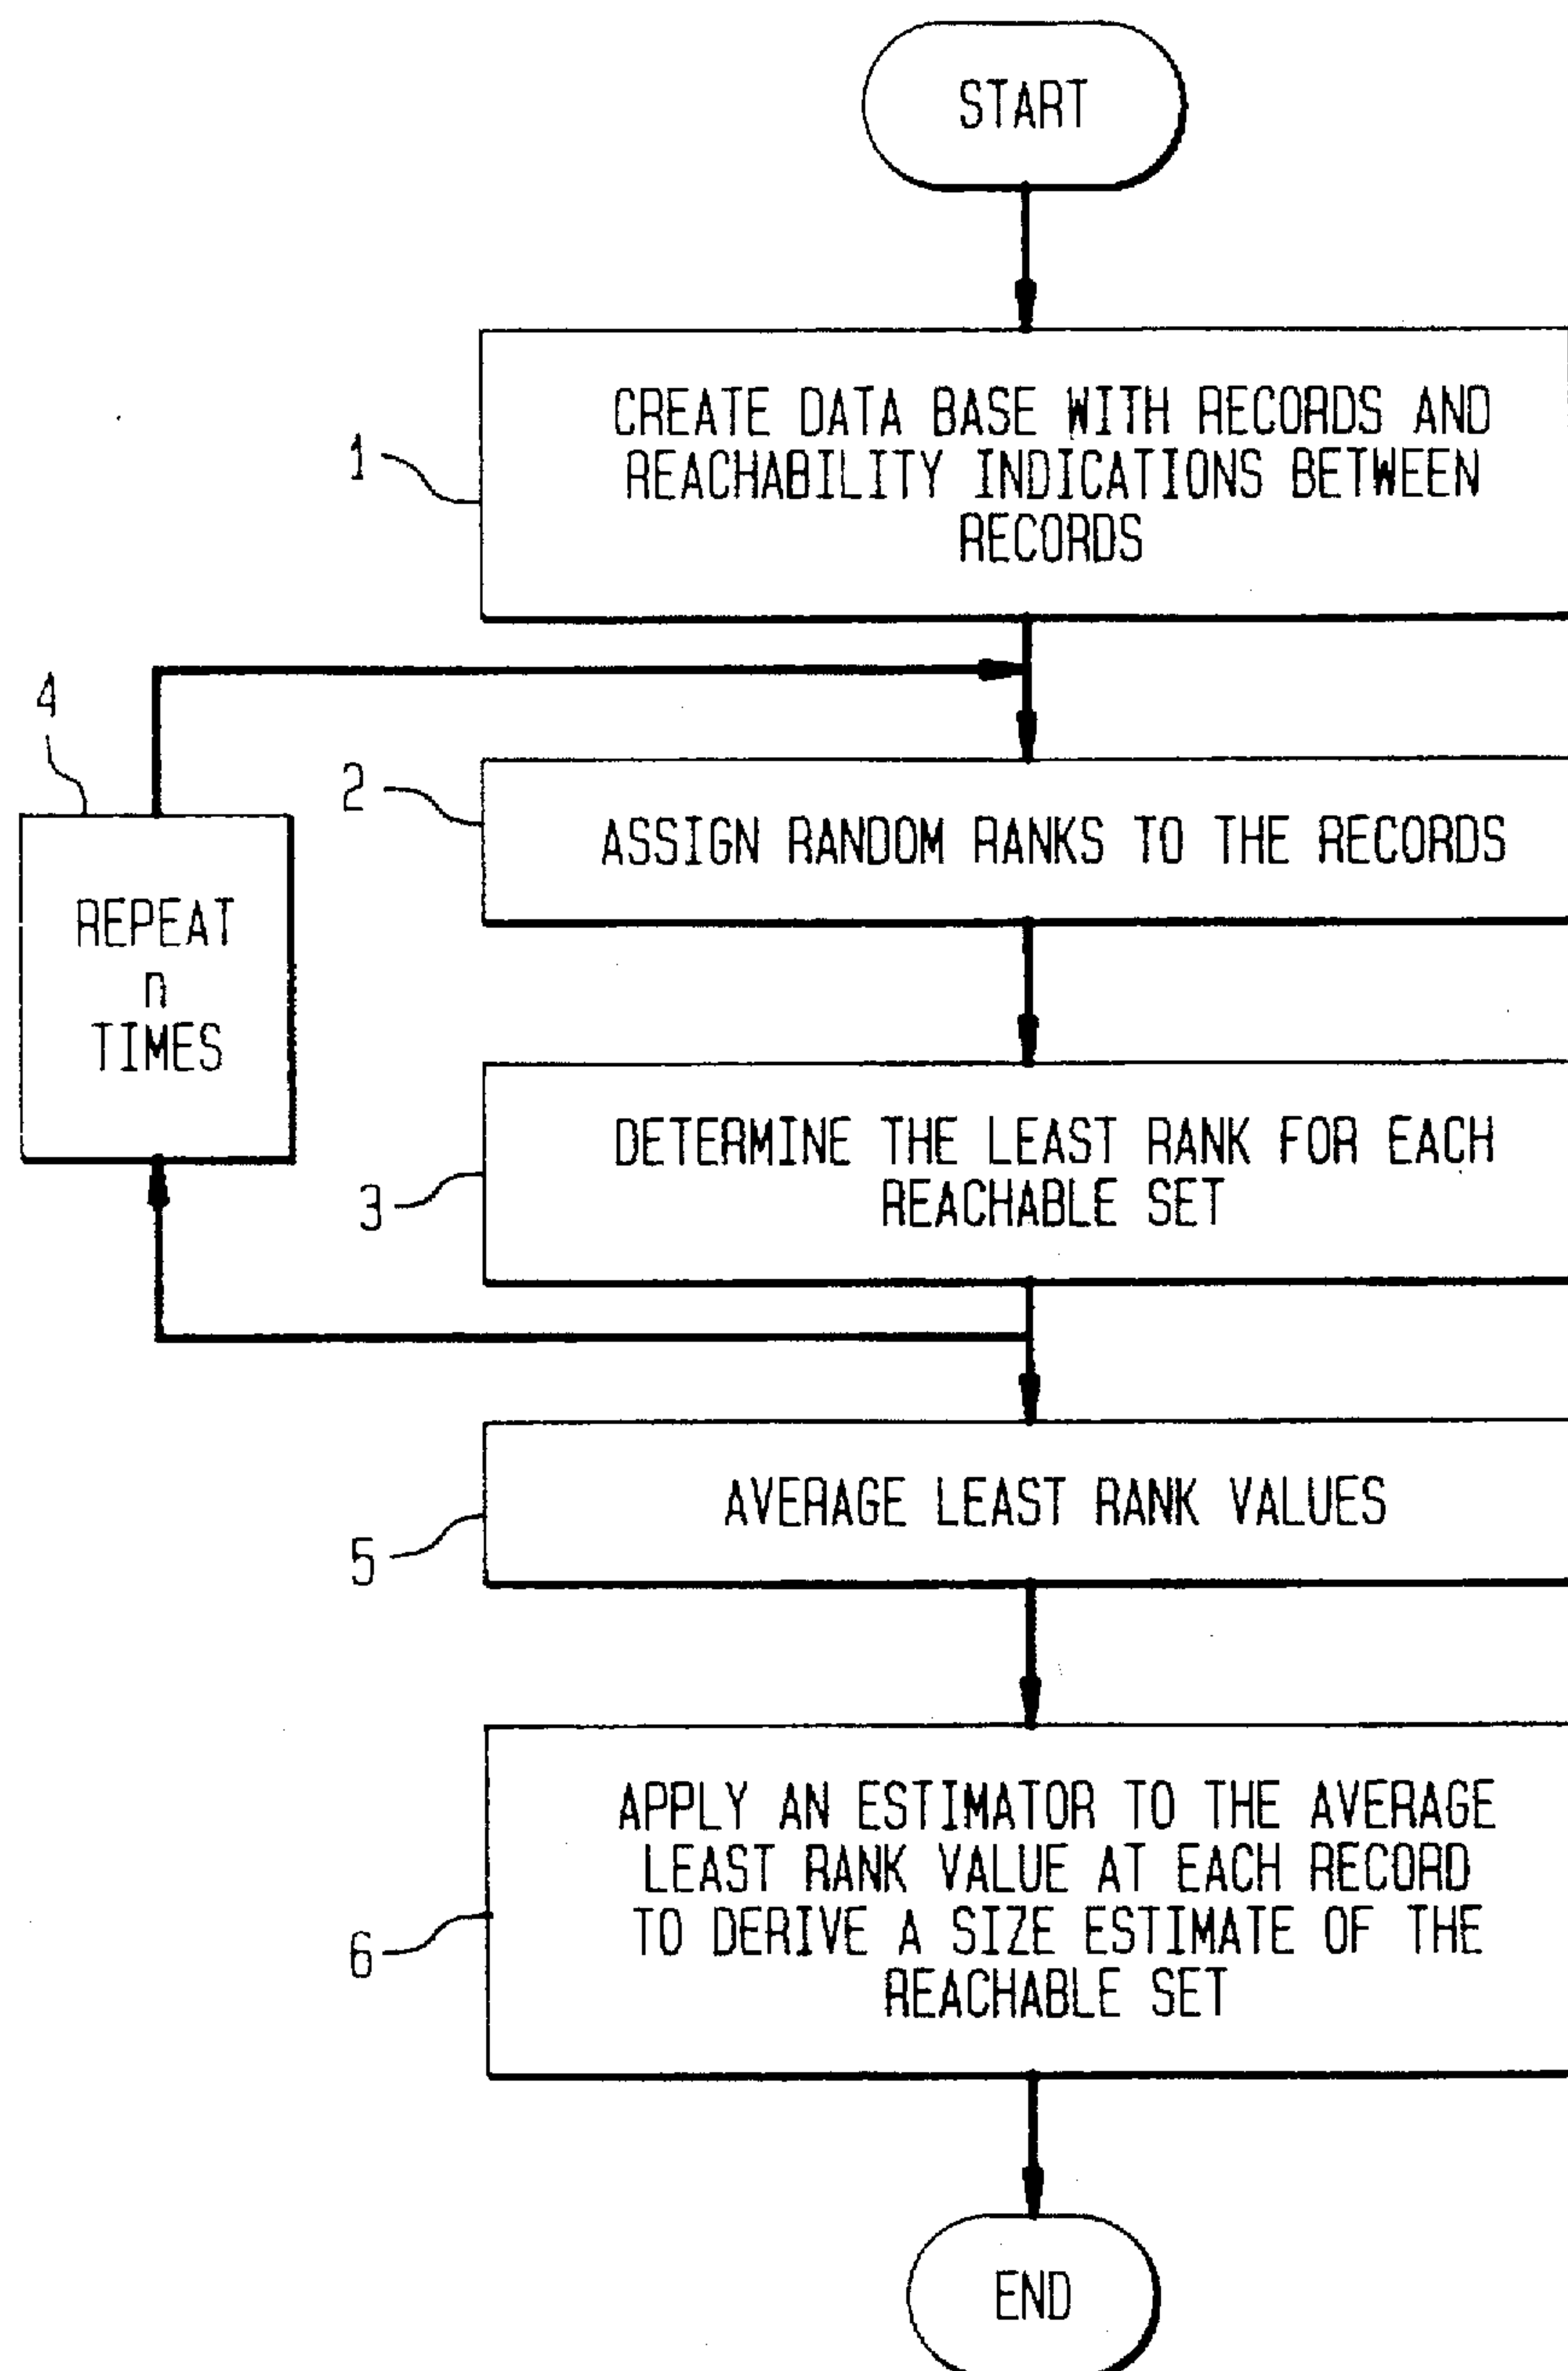 START
CREATE DATA BASE WITH RECORDS AND
REACHABILITY INDICATIONS BETWEEN
RECORDS
1
4
2
ASSIGN RANDOM RANKS TO THE RECORDS
REPEAT
n
TIMES
DETERMINE THE LEAST RANK FOR EACH
REACHABLE SET
3
AVERAGE LEAST RANK VALUES
5
APPLY AN ESTIMATOR TO THE AVERAGE
LEAST RANK VALUE AT EACH RECORD
TO DERIVE A SIZE ESTIMATE OF THE
REACHABLE SET
6
END